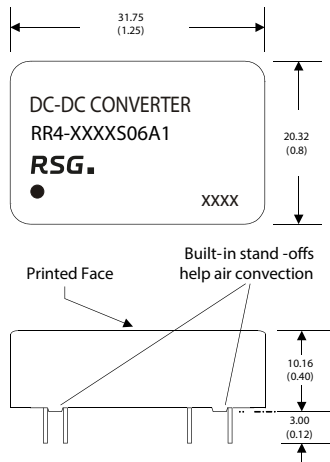 31.75
(1.25)
DC-DC CONVERTER
RR4-XXXXS06A1
RSG.
XXXX
20.32
(0.8)
Printed Face
Built-in stand -offs
help air convection
10.16
(0.40)
3.00
(0.12)